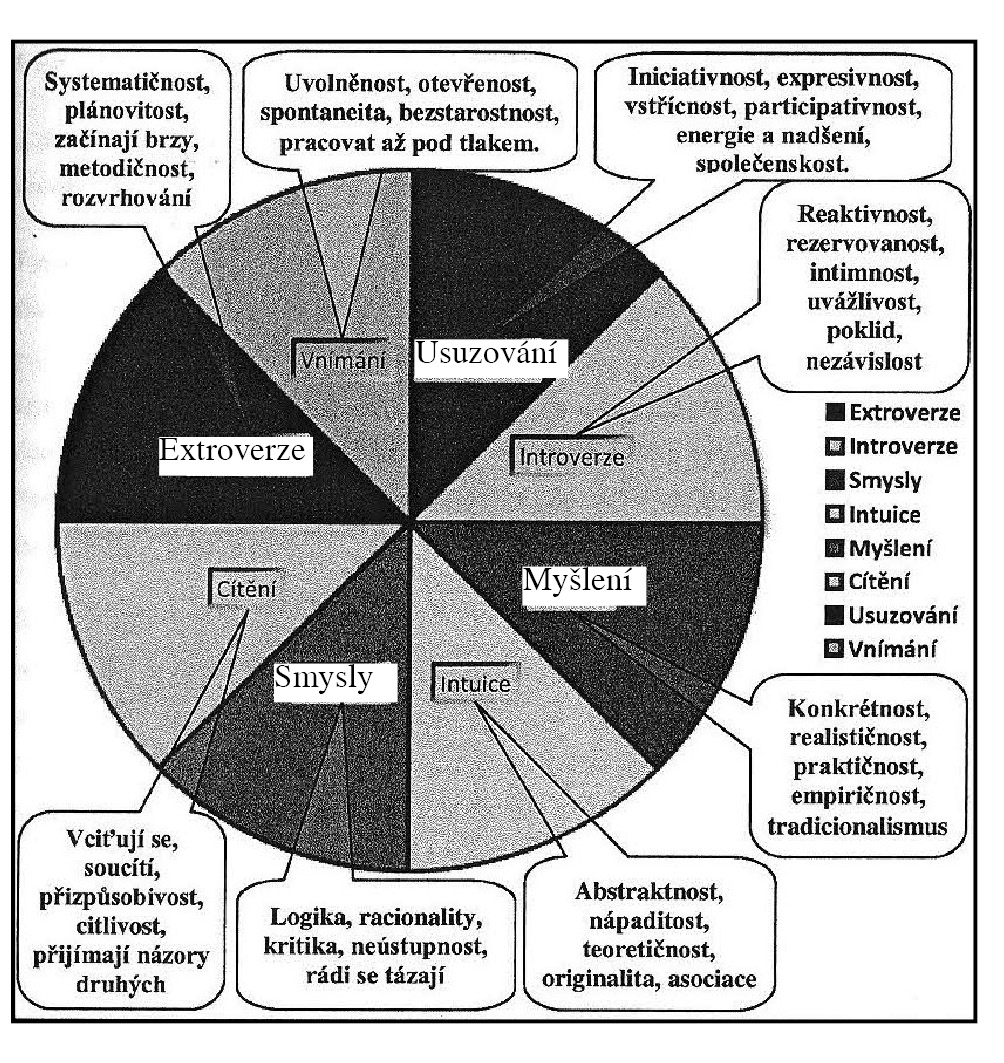 Systematičnost,
plánovitost,
začínají brzy,
metodičnost,
rozvrhování
Uvolněnost, otevřenost,
spontaneita, bezstarostnost,
pracovat až pod tlakem.
Iniciativnost, expresivnost,
vstřícnost, participativnost,
energie a nadšení,
společenskost.
Reaktivnost,
rezervovanost,
intimnost,
uvážlivost,
poklid,
nezávislost
Vnímání
Usuzování
Extroverze
Introverze
Cítění
Myšlení
Smysly
Intuice
Extroverze
Introverze
Smysly
Intuice
Myšlení
Cítění
Usuzování
Vnímání
Konkrétnost,
realističnost,
praktičnost,
empiričnost,
tradicionalismus
Vciťují se,
soucítí,
přizpůsobivost,
citlivost,
přijímají názory
druhých
Logika, racionality,
kritika, neústupnost,
rádi se tázají
Abstraktnost,
nápaditost,
teoretičnost,
originalita, asociace